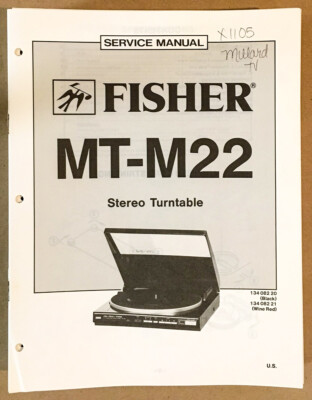 SERVICE MANUAL
X1105
Millard
TV
FISHER®
MT-M22
Stereo Turntable
134 082 20
(Black)
134 082 21
(Wine Red)
U.S.